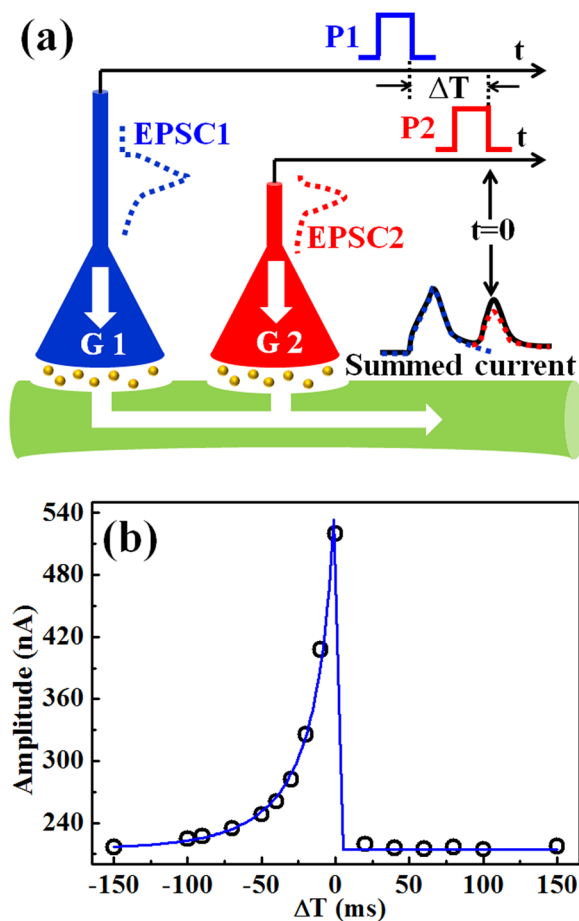 (a)
P1
t
ΔT
EPSC1
P2
t
EPSC2
t=0
G 1
G 2
Summed current
(b)
540
480
420
360
300
240
Amplitude (nA)
-150 -100 -50 0 50 100 150
ΔT (ms)